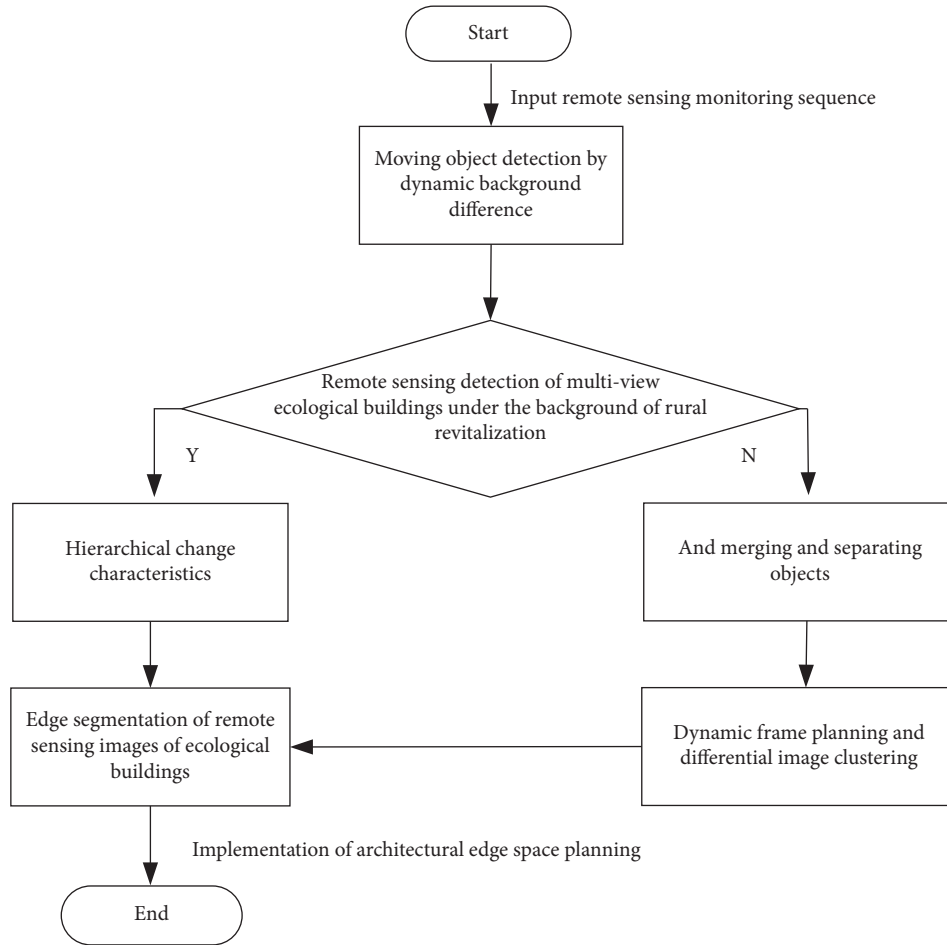 Start
Input remote sensing monitoring sequence
Moving object detection by
dynamic background
difference
Remote sensing detection of multi-view
ecological buildings under the background of rural
revitalization
Y
N
Hierarchical change
characteristics
And merging and separating
objects
Edge segmentation of remote
sensing images of ecological
buildings
Dynamic frame planning and
differential image clustering
Implementation of architectural edge space planning
End